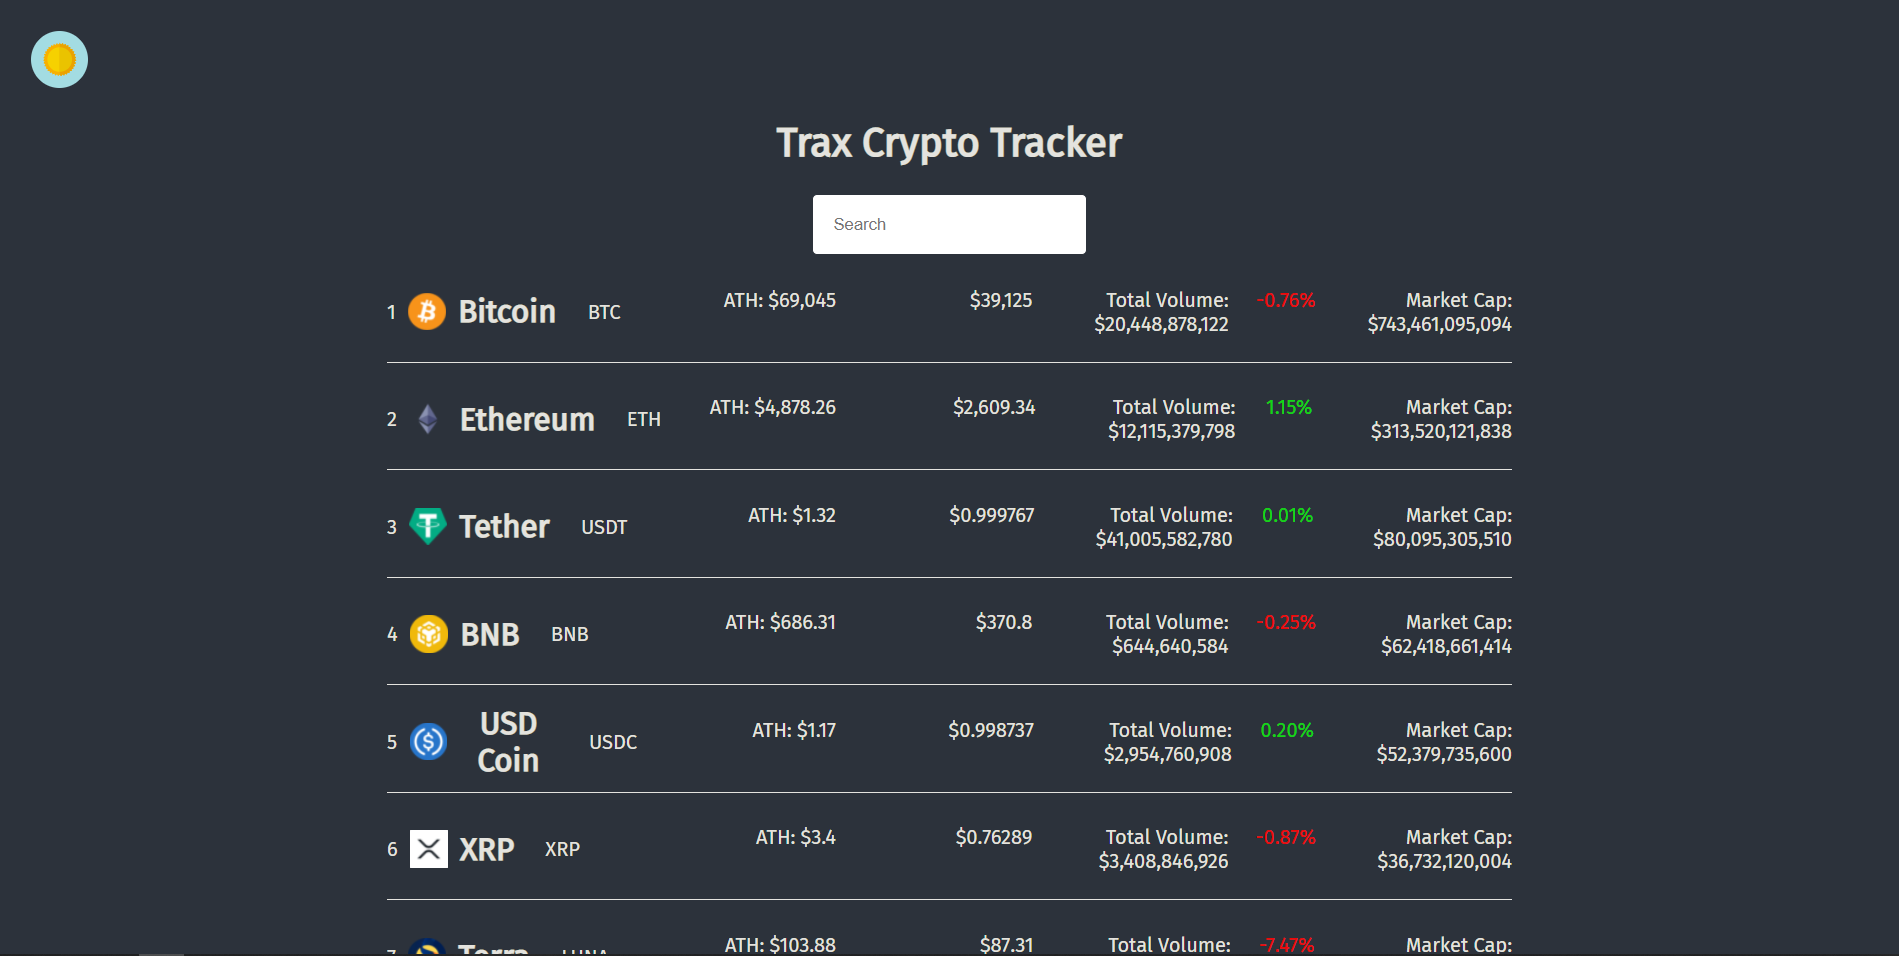 Trax Crypto Tracker
Search
1 Bitcoin BTC ATH: $69,045 $39,125 Total Volume: -0.76% Market Cap:
$20,448,878,122 $743,461,095,094
2 Ethereum ETH ATH: $4,878.26 $2,609.34 Total Volume: 1.15% Market Cap:
$12,115,379,798 $313,520,121,838
3 Tether USDT ATH: $1.32 $0.999767 Total Volume: 0.01% Market Cap:
$41,005,582,780 $80,095,305,510
4 BNB BNB ATH: $686.31 $370.8 Total Volume: -0.25% Market Cap:
$644,640,584 $62,418,661,414
5 USD Coin USDC ATH: $1.17 $0.998737 Total Volume: 0.20% Market Cap:
$2,954,760,908 $52,379,735,600
6 XRP XRP ATH: $3.4 $0.76289 Total Volume: -0.87% Market Cap:
$3,408,846,926 $36,732,120,004
7 Terra LUNA ATH: $103.88 $87.31 Total Volume: -7.47% Market Cap: